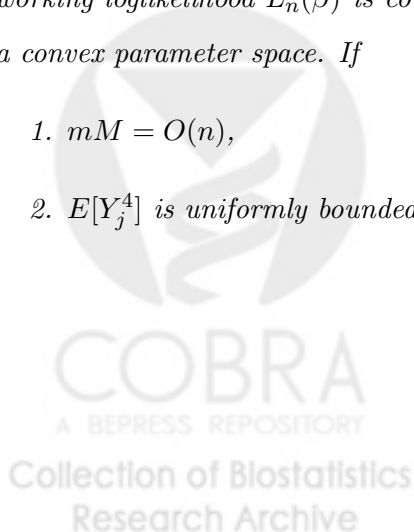 working loglikelihood L_n(β) is co
a convex parameter space. If
1. mM = O(n),
2. E[Y_j^4] is uniformly bounded
COBRA
A BEPRESS REPOSITORY
Collection of Biostatistics
Research Archive